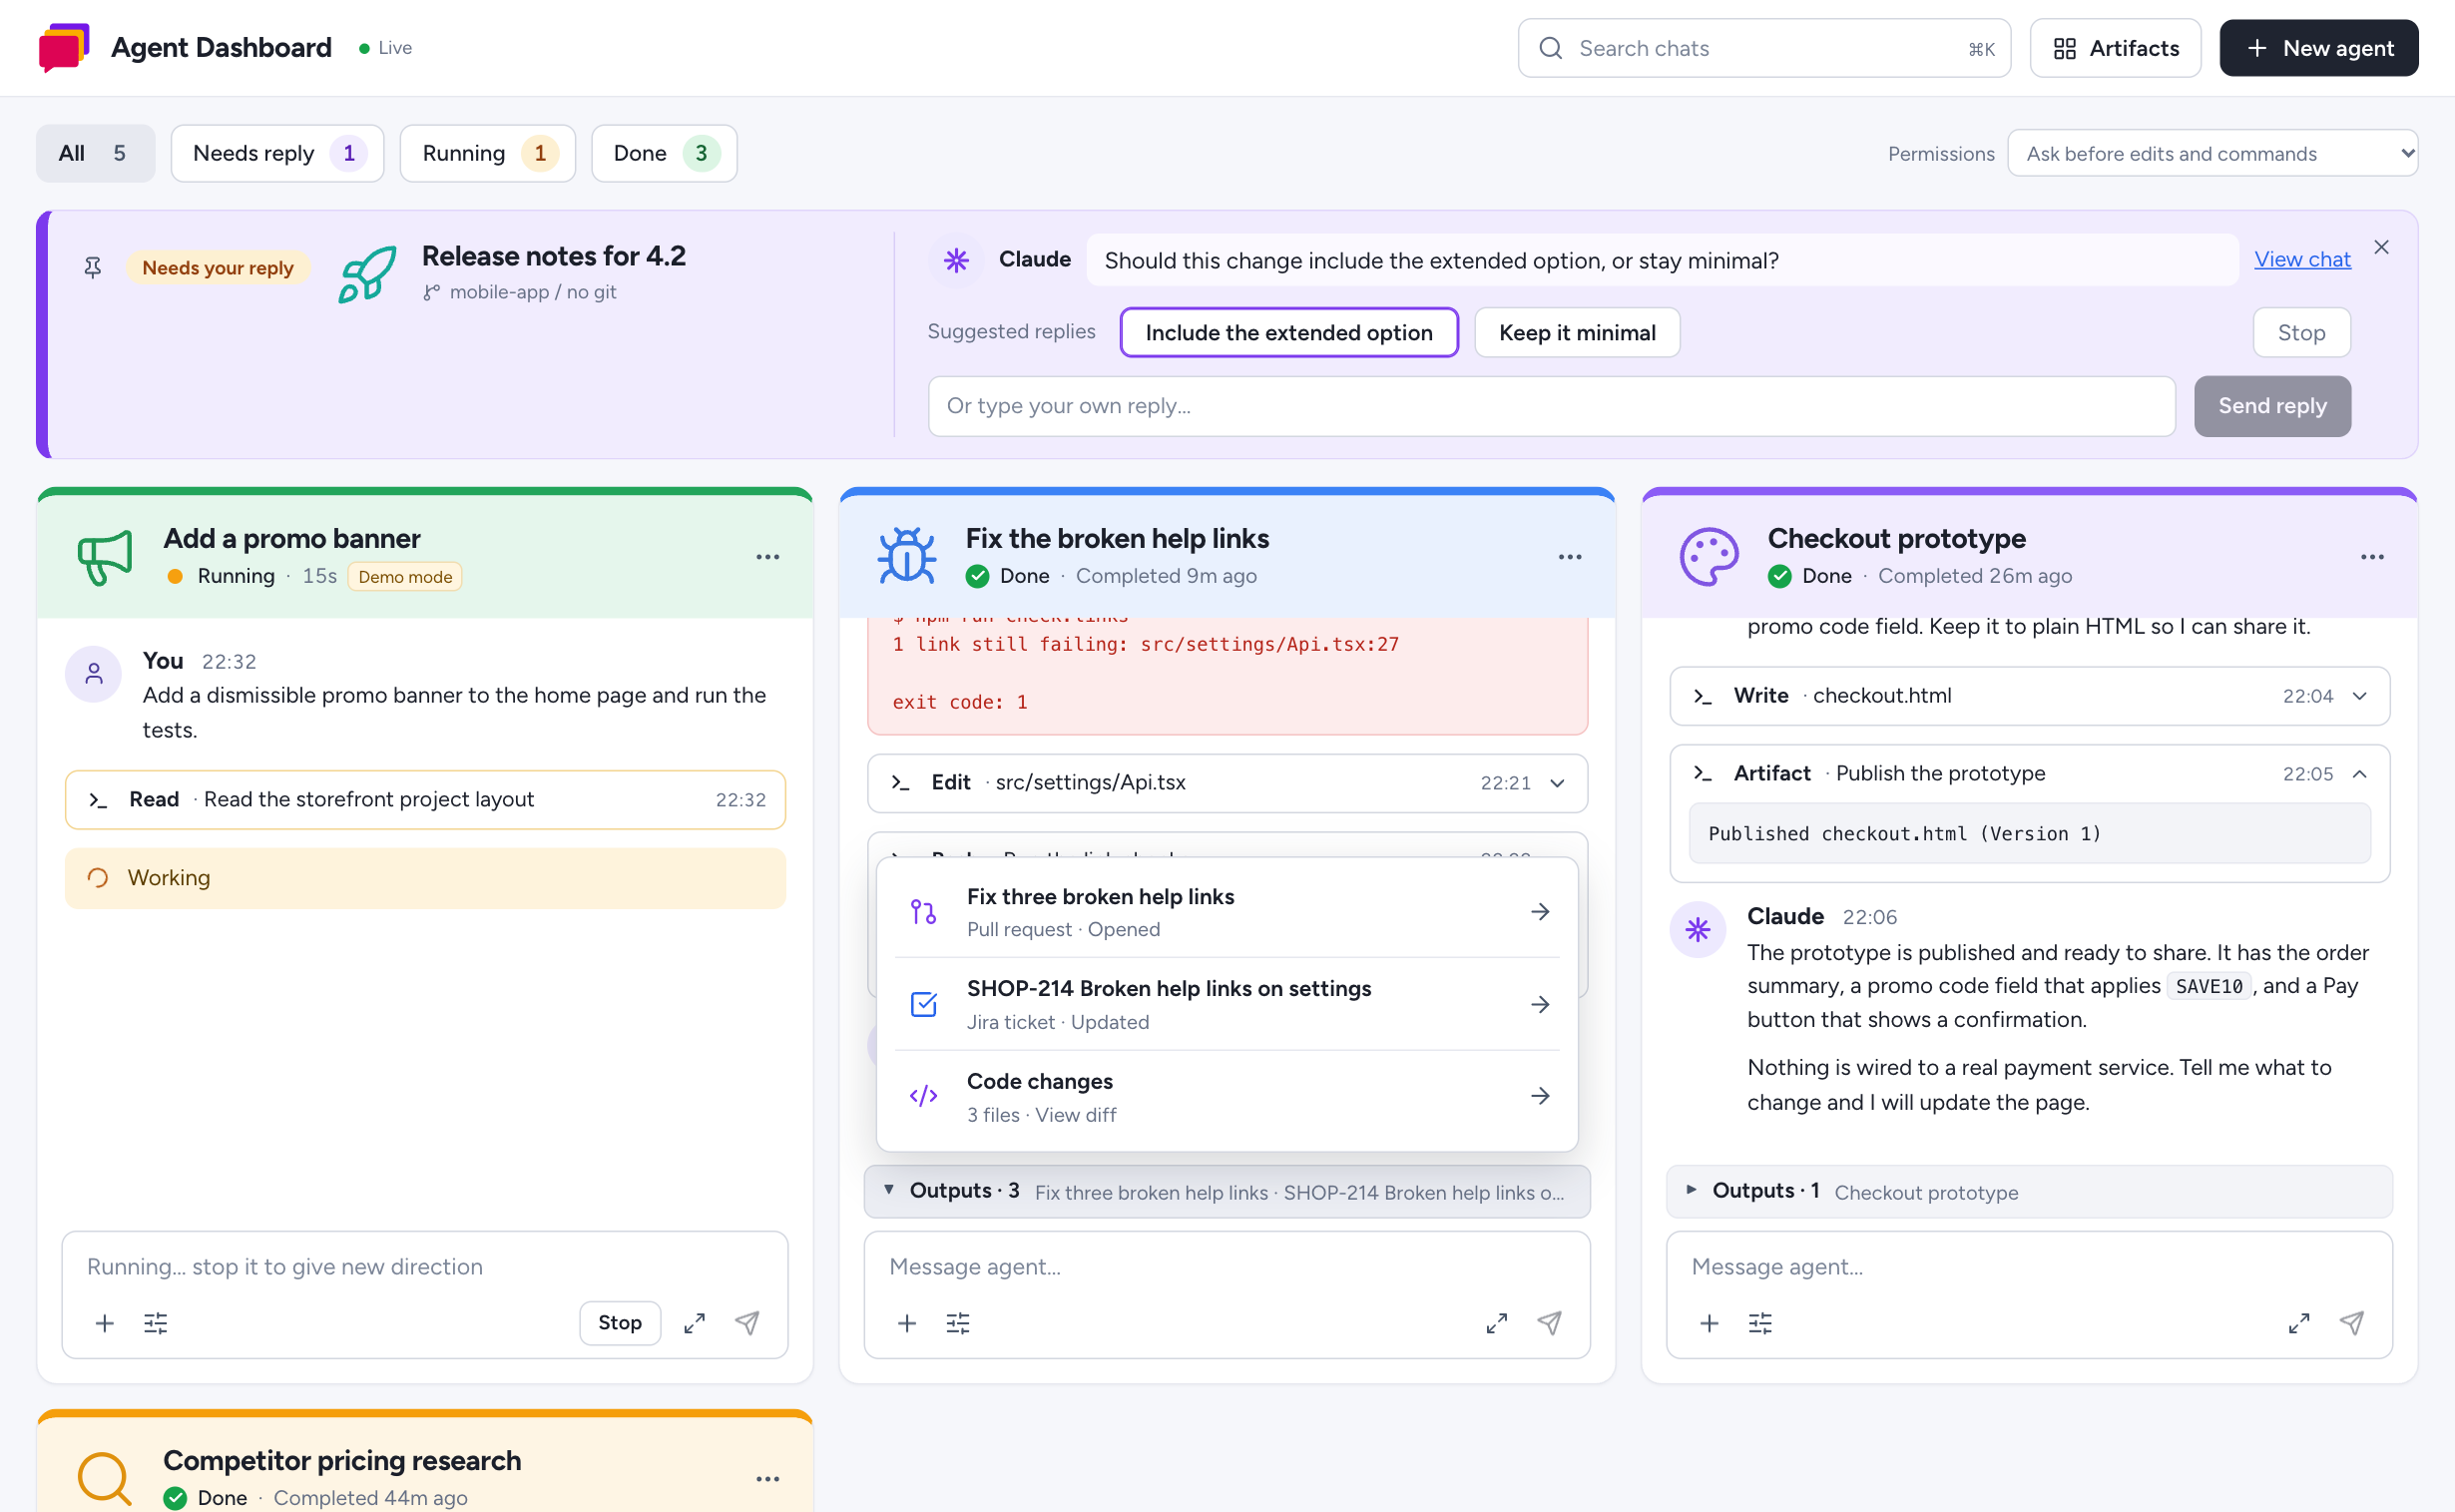 Agent Dashboard
Live
Search chats
⌘K
Artifacts
New agent
All 5
Needs reply 1
Running 1
Done 3
Permissions
Ask before edits and commands
Needs your reply
Release notes for 4.2
mobile-app / no git
Claude
Should this change include the extended option, or stay minimal?
View chat
Suggested replies
Include the extended option
Keep it minimal
Stop
Or type your own reply...
Send reply
Add a promo banner
Running · 15s Demo mode
You 22:32
Add a dismissible promo banner to the home page and run the
tests.
Read · Read the storefront project layout 22:32
Working
Running... stop it to give new direction
Stop
Fix the broken help links
Done · Completed 9m ago
$ npm run check:links
1 link still failing: src/settings/Api.tsx:27
exit code: 1
Edit · src/settings/Api.tsx 22:21
Fix three broken help links
Pull request · Opened
SHOP-214 Broken help links on settings
Jira ticket · Updated
Code changes
3 files · View diff
Outputs · 3 Fix three broken help links · SHOP-214 Broken help links o...
Message agent...
Checkout prototype
Done · Completed 26m ago
promo code field. Keep it to plain HTML so I can share it.
Write · checkout.html 22:04
Artifact · Publish the prototype 22:05
Published checkout.html (Version 1)
Claude 22:06
The prototype is published and ready to share. It has the order
summary, a promo code field that applies SAVE10, and a Pay
button that shows a confirmation.
Nothing is wired to a real payment service. Tell me what to
change and I will update the page.
Outputs · 1 Checkout prototype
Message agent...
Competitor pricing research
Done · Completed 44m ago